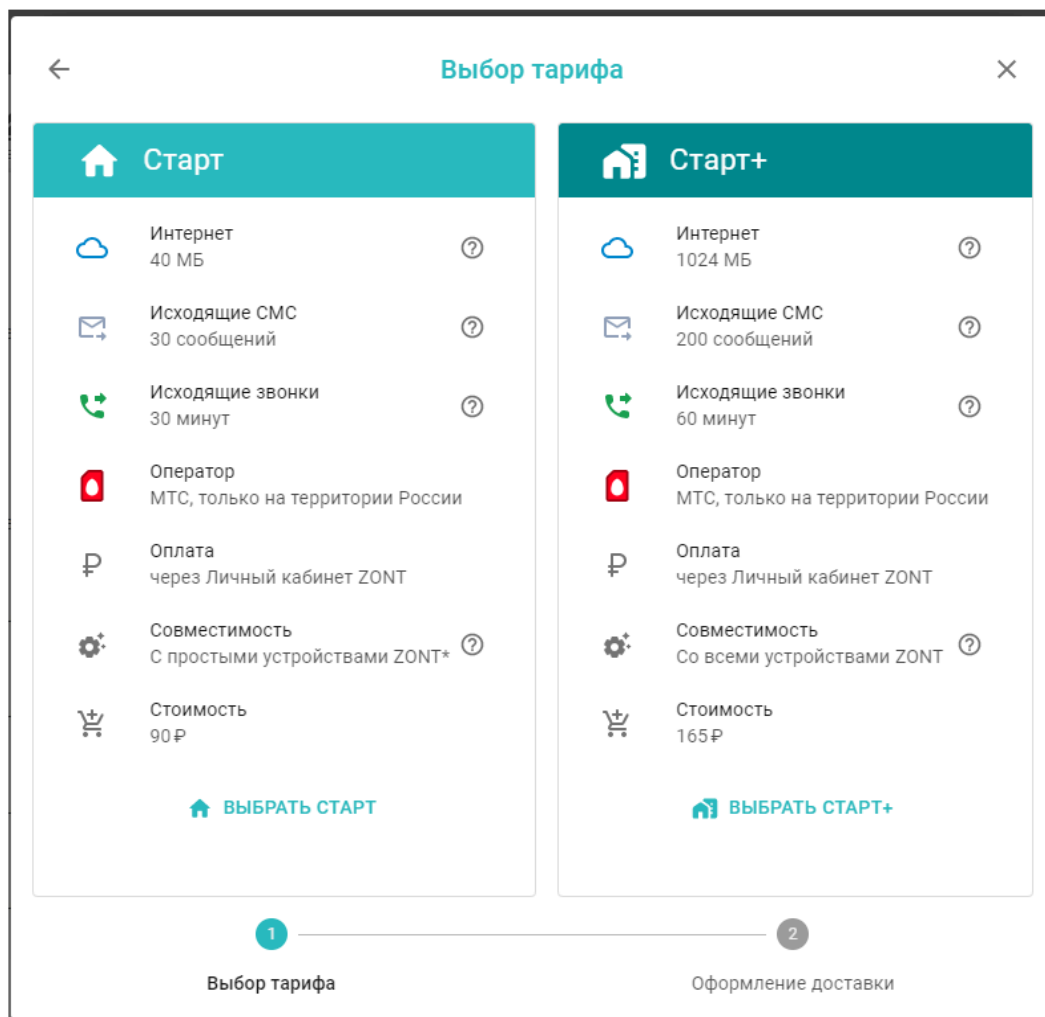 Выбор тарифа
Старт
Интернет
40 МБ
Исходящие СМС
30 сообщений
Исходящие звонки
30 минут
Оператор
МТС, только на территории России
Оплата
через Личный кабинет ZONT
Совместимость
С простыми устройствами ZONT*
Стоимость
90 ₽
ВЫБРАТЬ СТАРТ
Старт+
Интернет
1024 МБ
Исходящие СМС
200 сообщений
Исходящие звонки
60 минут
Оператор
МТС, только на территории России
Оплата
через Личный кабинет ZONT
Совместимость
Со всеми устройствами ZONT
Стоимость
165 ₽
ВЫБРАТЬ СТАРТ+
1
Выбор тарифа
2
Оформление доставки